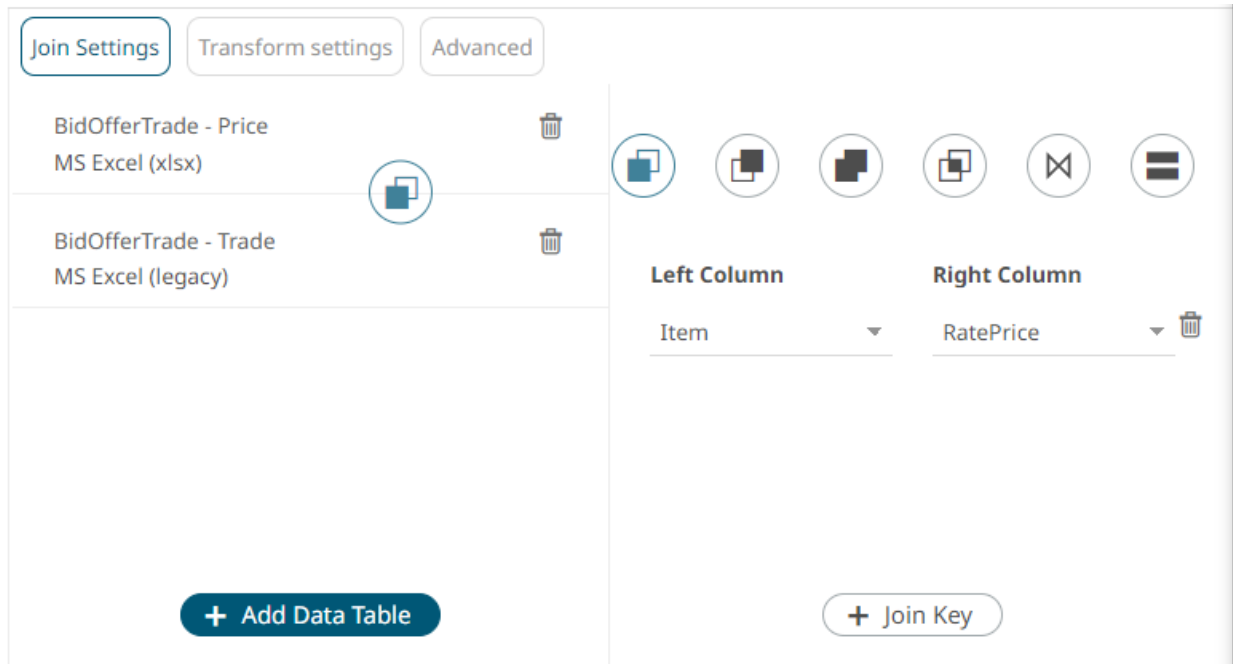 Join Settings
Transform settings
Advanced
BidOfferTrade - Price
MS Excel (xlsx)
BidOfferTrade - Trade
MS Excel (legacy)
+ Add Data Table
Left Column
Right Column
Item
RatePrice
+ Join Key